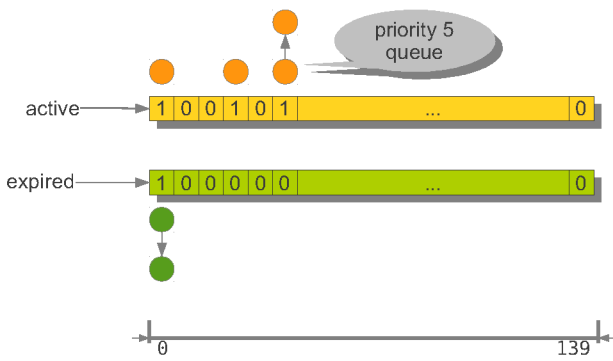 priority 5
queue
active
1 0 0 1 0 1 ... 0
expired
1 0 0 0 0 0 ... 0
0 139